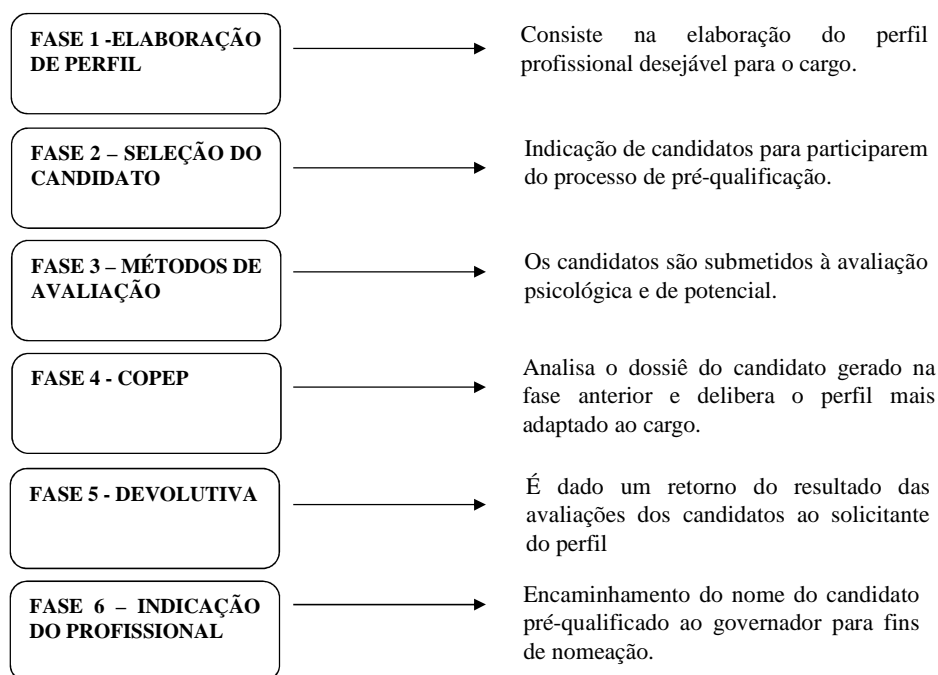 FASE 1 -ELABORAÇÃO
DE PERFIL
Consiste na elaboração do perfil
profissional desejável para o cargo.
FASE 2 – SELEÇÃO DO
CANDIDATO
Indicação de candidatos para participarem
do processo de pré-qualificação.
FASE 3 – MÉTODOS DE
AVALIAÇÃO
Os candidatos são submetidos à avaliação
psicológica e de potencial.
FASE 4 - COPEP
Analisa o dossiê do candidato gerado na
fase anterior e delibera o perfil mais
adaptado ao cargo.
FASE 5 - DEVOLUTIVA
É dado um retorno do resultado das
avaliações dos candidatos ao solicitante
do perfil
FASE 6 – INDICAÇÃO
DO PROFISSIONAL
Encaminhamento do nome do candidato
pré-qualificado ao governador para fins
de nomeação.